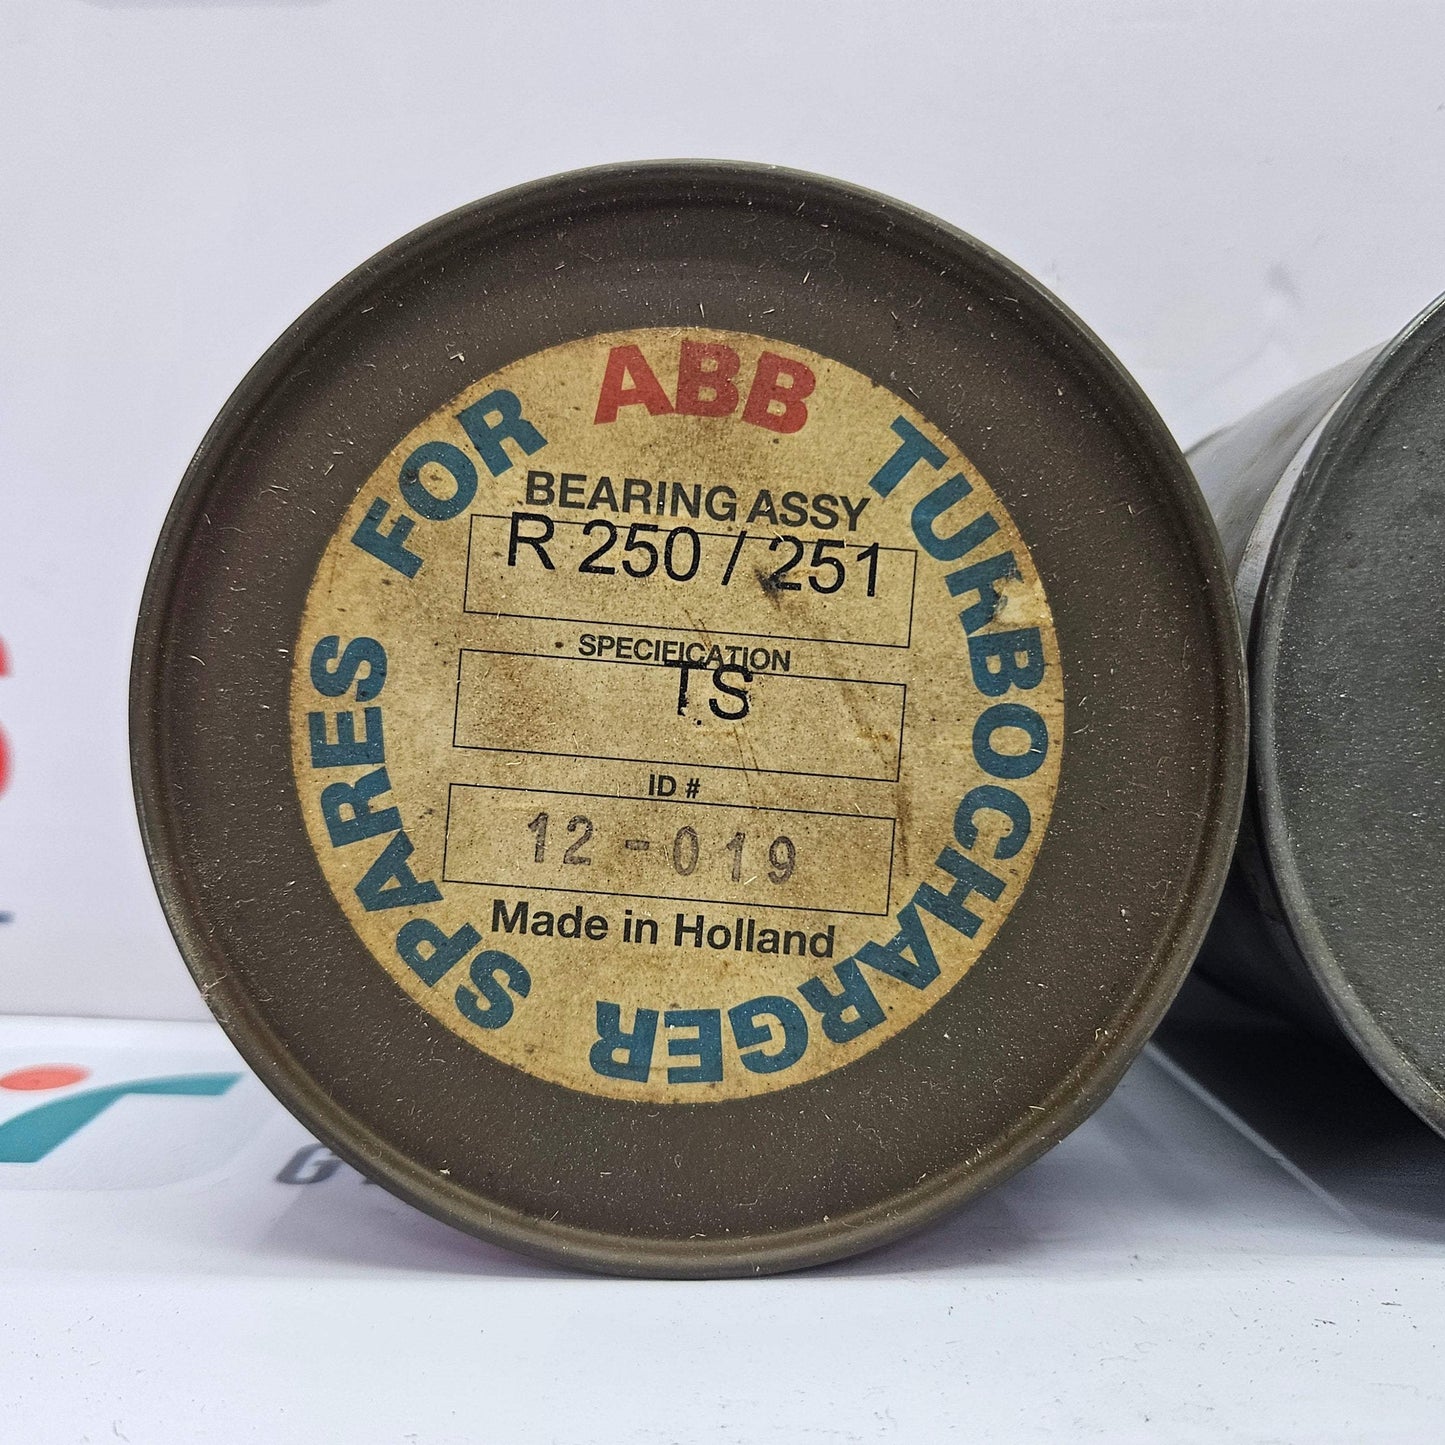 SPARES FOR ABB TURBOCHARGER
BEARING ASSY
R 250 / 251
SPECIFICATION
TS
ID #
12-019
Made in Holland